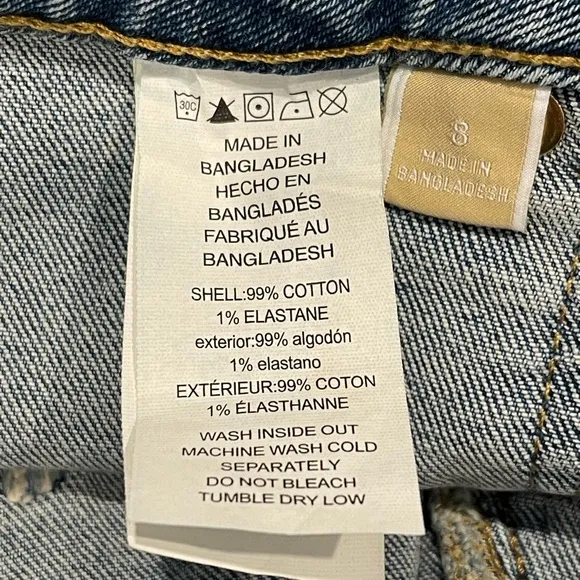 30C
MADE IN
BANGLADESH
HECHO EN
BANGLADÉS
FABRIQUÉ AU
BANGLADESH
SHELL:99% COTTON
1% ELASTANE
exterior:99% algodón
1% elastano
EXTÉRIEUR:99% COTON
1% ÉLASTHANNE
WASH INSIDE OUT
MACHINE WASH COLD
SEPARATELY
DO NOT BLEACH
TUMBLE DRY LOW
8
MADE IN
BANGLADESH